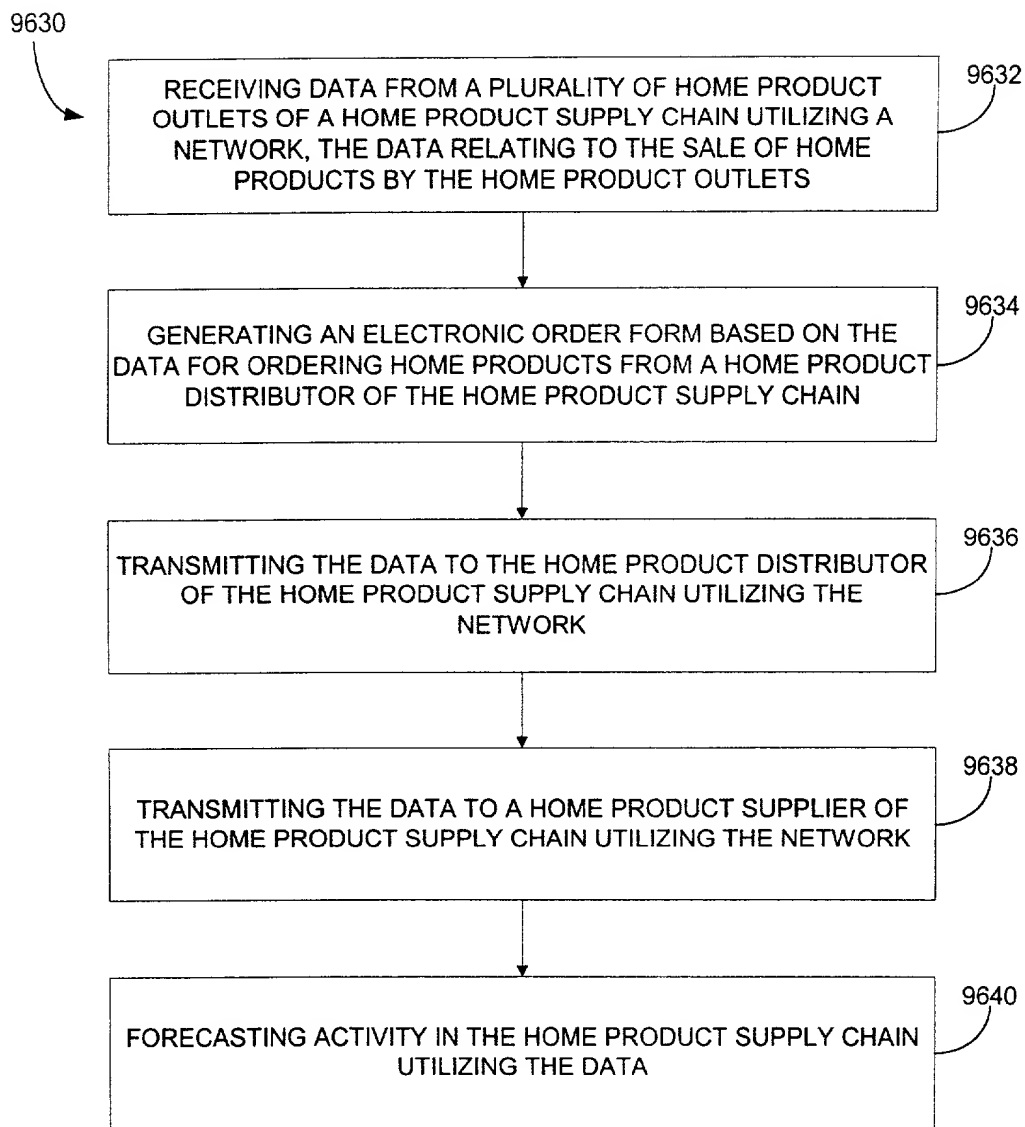 9630
9632
RECEIVING DATA FROM A PLURALITY OF HOME PRODUCT
OUTLETS OF A HOME PRODUCT SUPPLY CHAIN UTILIZING A
NETWORK, THE DATA RELATING TO THE SALE OF HOME
PRODUCTS BY THE HOME PRODUCT OUTLETS
9634
GENERATING AN ELECTRONIC ORDER FORM BASED ON THE
DATA FOR ORDERING HOME PRODUCTS FROM A HOME PRODUCT
DISTRIBUTOR OF THE HOME PRODUCT SUPPLY CHAIN
9636
TRANSMITTING THE DATA TO THE HOME PRODUCT DISTRIBUTOR
OF THE HOME PRODUCT SUPPLY CHAIN UTILIZING THE
NETWORK
9638
TRANSMITTING THE DATA TO A HOME PRODUCT SUPPLIER OF
THE HOME PRODUCT SUPPLY CHAIN UTILIZING THE NETWORK
9640
FORECASTING ACTIVITY IN THE HOME PRODUCT SUPPLY CHAIN
UTILIZING THE DATA